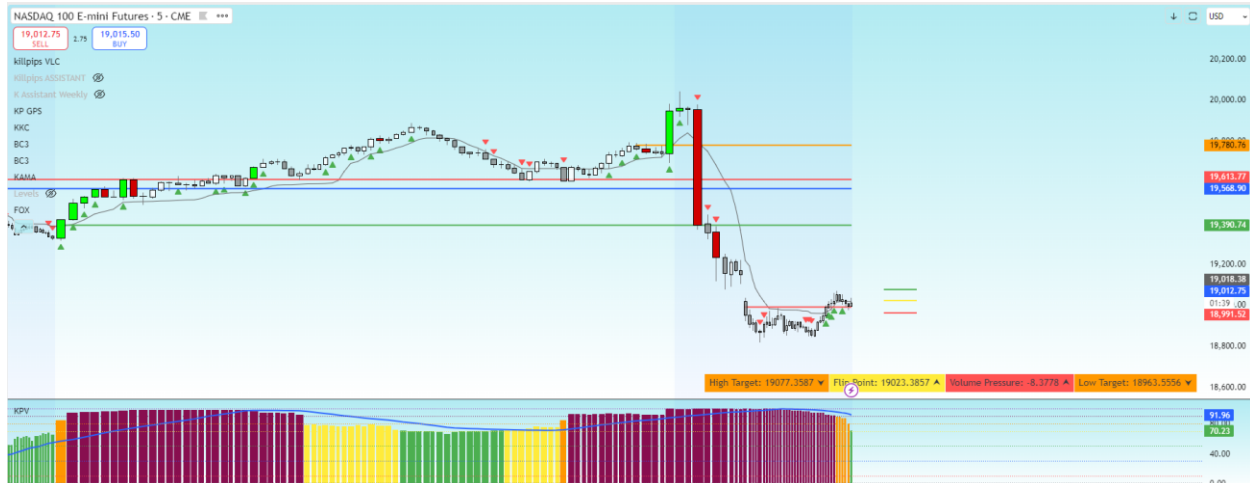 NASDAQ 100 E-mini Futures · 5 · CME
USD
19,012.75
SELL
2.75
19,015.50
BUY
killpips VLC
Killpips ASSISTANT
K Assistant Weekly
KP GPS
KKC
BC3
BC3
KAMA
Levels
FOX
20,200.00
20,000.00
19,780.76
19,613.77
19,568.90
19,390.74
19,200.00
19,018.38
19,012.75
01:39
18,991.52
18,800.00
18,600.00
High Target: 19077.3587
Flip Point: 19023.3857
Volume Pressure: -8.3778
Low Target: 18963.5556
KPV
91.96
70.23
40.00
0.00